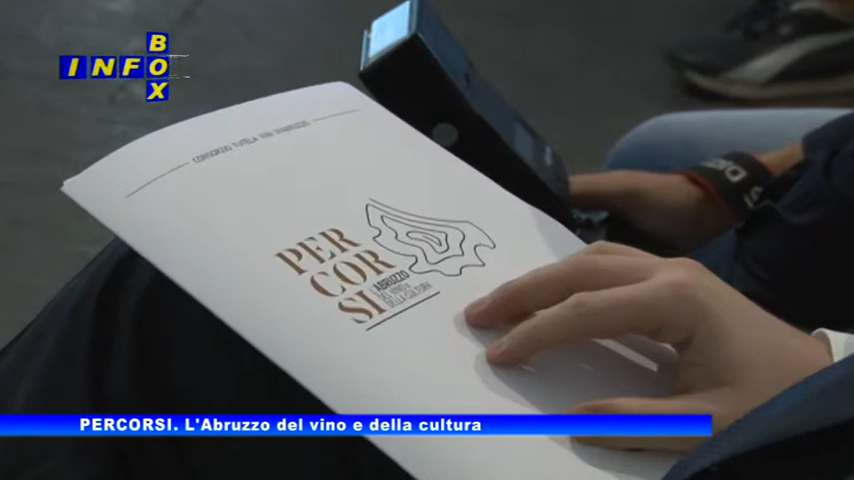 INFO BOX
CONSORZIO TUTELA VINI D'ABRUZZO
PER
COR
SI
L'ABRUZZO
DEL VINO E
DELLA CULTURA
PERCORSI. L'Abruzzo del vino e della cultura